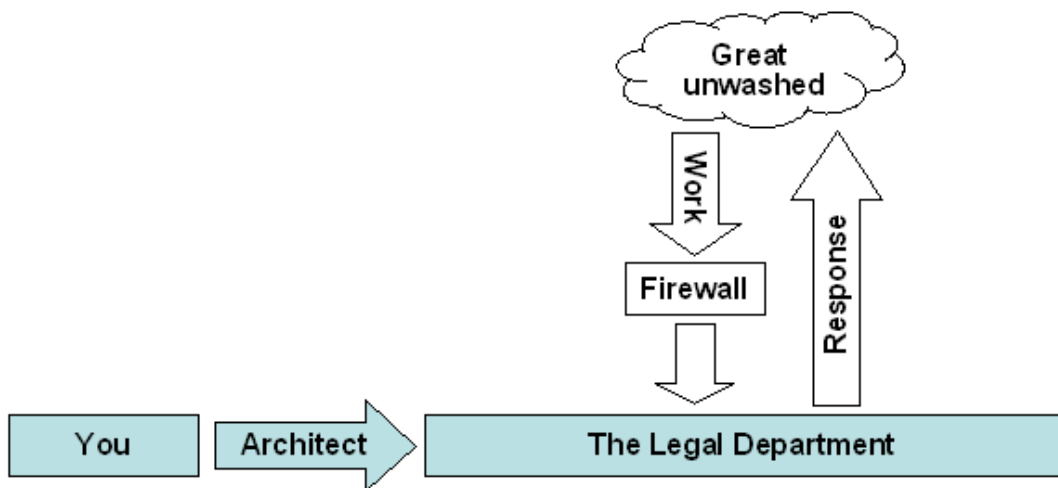 Great
unwashed
Work
Firewall
Response
You
Architect
The Legal Department